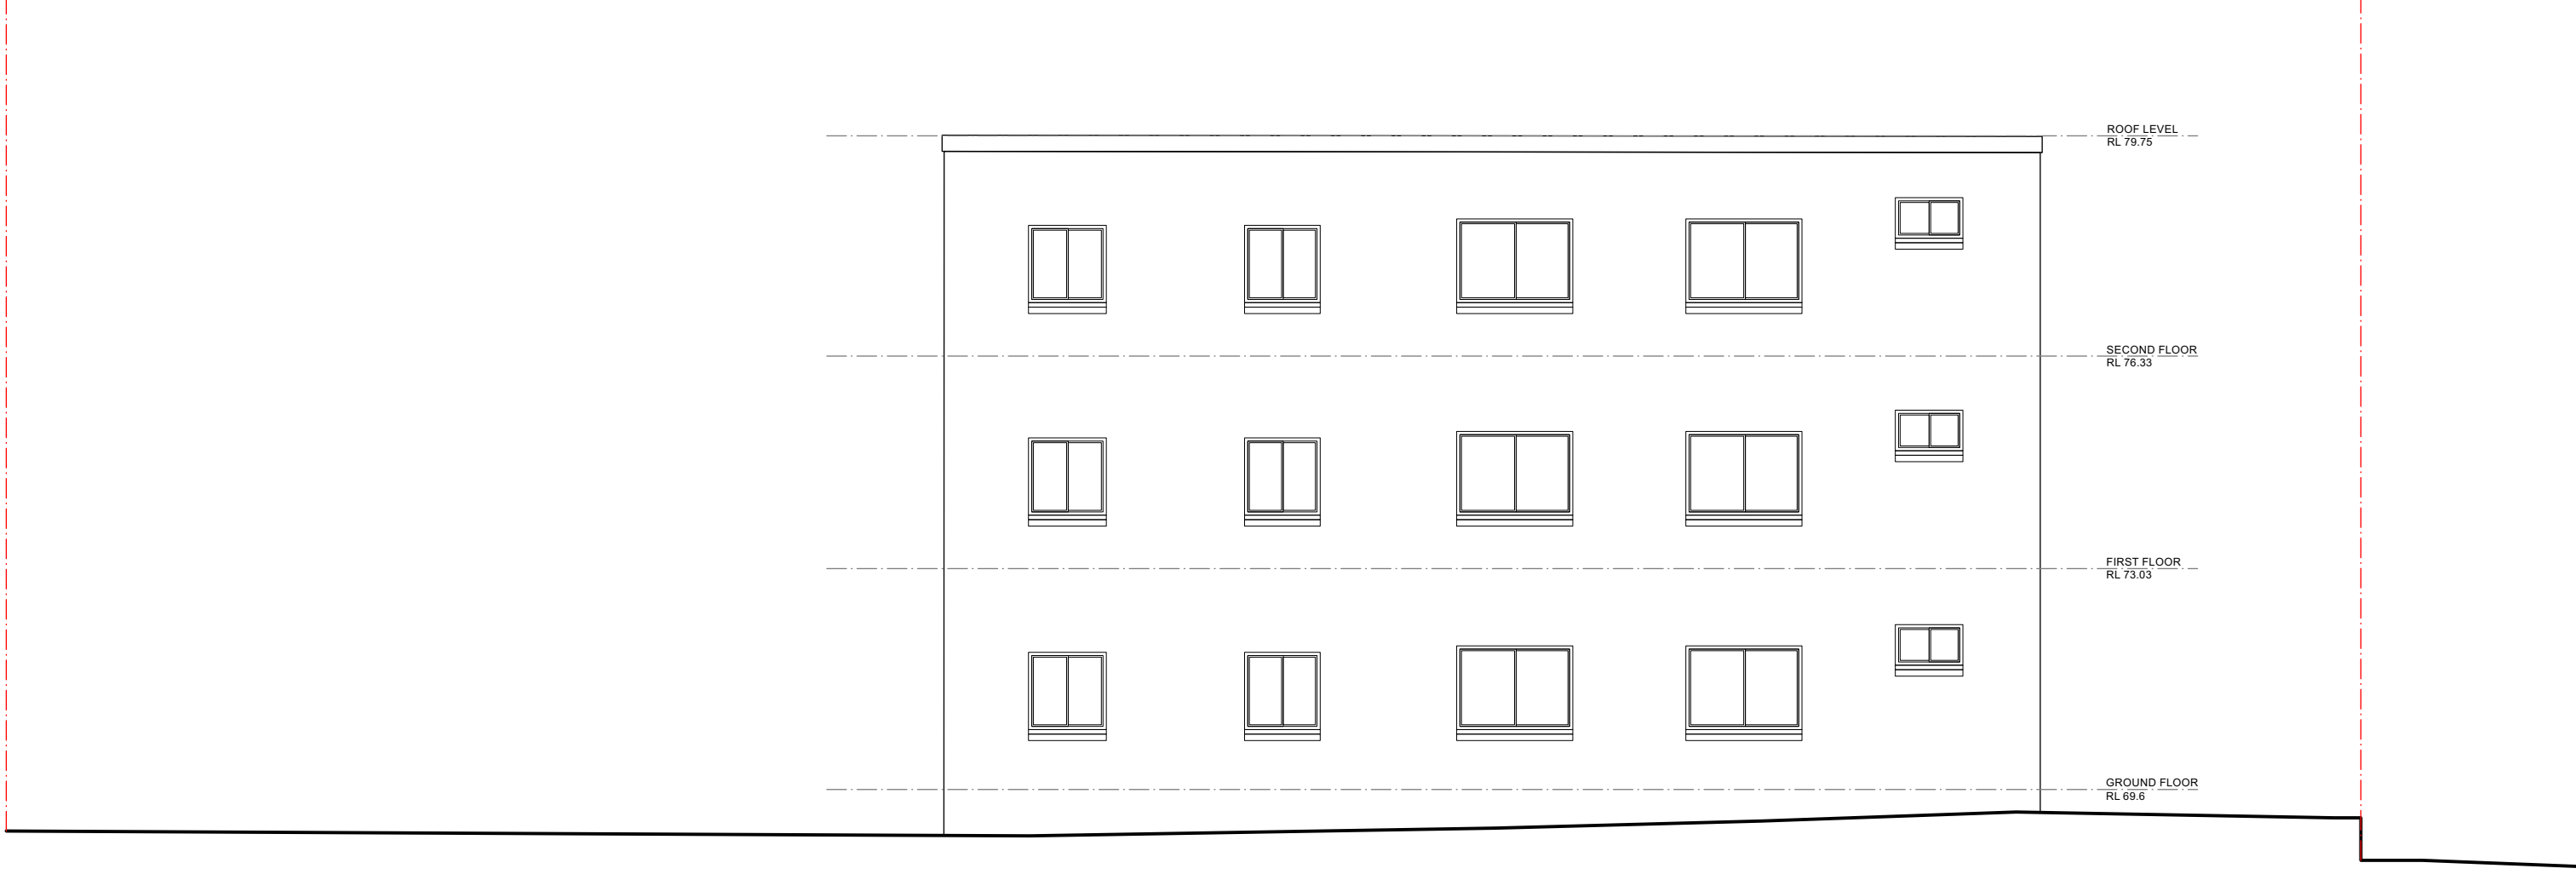 ROOF LEVEL
RL 79.75
SECOND FLOOR
RL 76.33
FIRST FLOOR
RL 73.03
GROUND FLOOR
RL 69.6